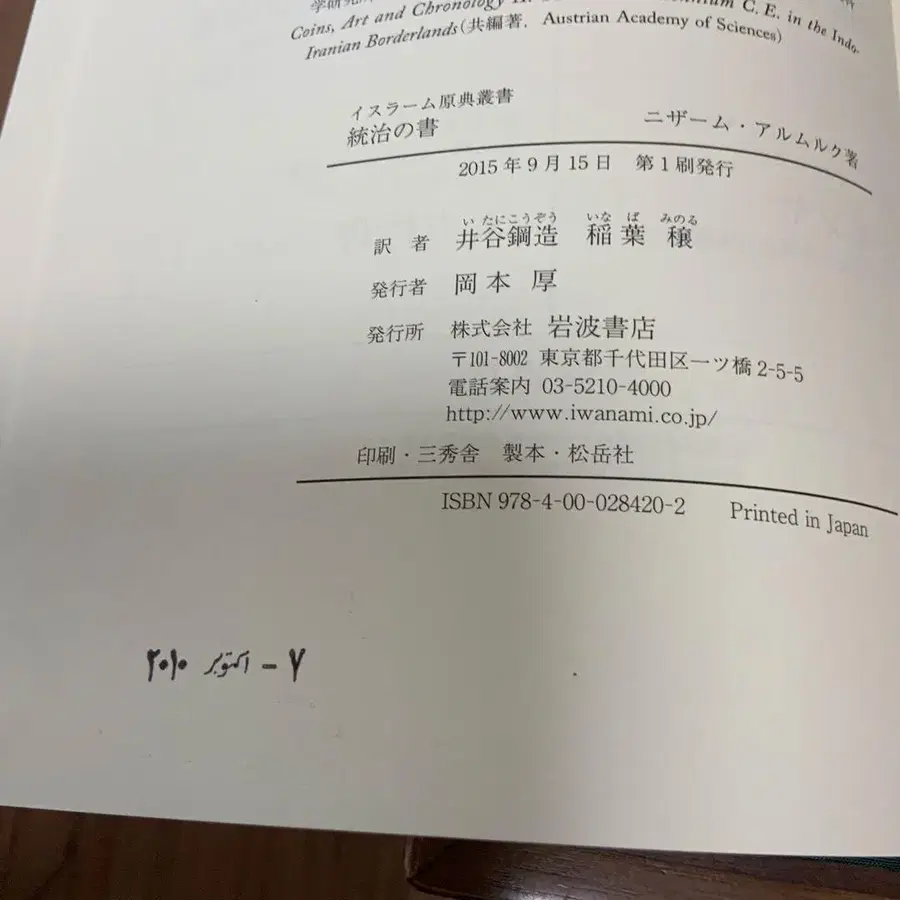 学研究
Coins, Art and Chronology II. C. E. in the Indo-
Iranian Borderlands(共編著，Austrian Academy of Sciences)
イスラーム原典叢書
統治の書 ニザーム・アルムルク著
2015年9月15日 第1刷発行
いたにこうぞう いなば みのる
訳者 井谷鋼造 稲葉 穣
発行者 岡本 厚
発行所 株式会社 岩波書店
〒101-8002 東京都千代田区一ツ橋2-5-5
電話案内 03-5210-4000
http://www.iwanami.co.jp/
印刷・三秀舎 製本・松岳社
ISBN 978-4-00-028420-2 Printed in Japan
٧ - اکتوبر ٢٠١٠